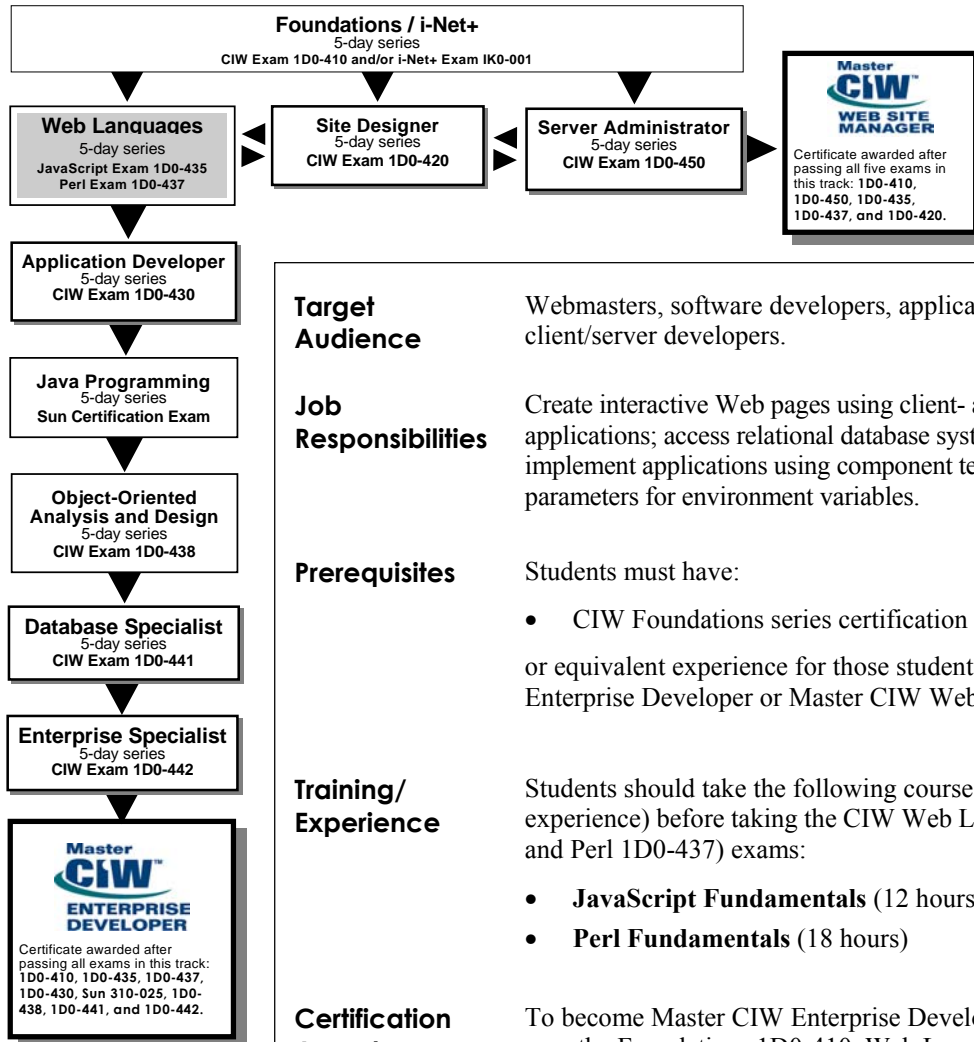 Foundations / i-Net+
5-day series
CIW Exam 1D0-410 and/or i-Net+ Exam IK0-001
Web Languages
5-day series
JavaScript Exam 1D0-435
Perl Exam 1D0-437
Site Designer
5-day series
CIW Exam 1D0-420
Server Administrator
5-day series
CIW Exam 1D0-450
Master
CIW™
WEB SITE
MANAGER
Certificate awarded after
passing all five exams in
this track: 1D0-410,
1D0-450, 1D0-435,
1D0-437, and 1D0-420.
Application Developer
5-day series
CIW Exam 1D0-430
Java Programming
5-day series
Sun Certification Exam
Object-Oriented
Analysis and Design
5-day series
CIW Exam 1D0-438
Database Specialist
5-day series
CIW Exam 1D0-441
Enterprise Specialist
5-day series
CIW Exam 1D0-442
Master
CIW™
ENTERPRISE
DEVELOPER
Certificate awarded after
passing all exams in this track:
1D0-410, 1D0-435, 1D0-437,
1D0-430, Sun 310-025, 1D0-
438, 1D0-441, and 1D0-442.
Target
Audience
Webmasters, software developers, applica
client/server developers.
Job
Responsibilities
Create interactive Web pages using client-
applications; access relational database syst
implement applications using component te
parameters for environment variables.
Prerequisites
Students must have:
• CIW Foundations series certification
or equivalent experience for those student
Enterprise Developer or Master CIW Web
Training/
Experience
Students should take the following course
experience) before taking the CIW Web L
and Perl 1D0-437) exams:
• JavaScript Fundamentals (12 hours
• Perl Fundamentals (18 hours)
Certification
To become Master CIW Enterprise Develo